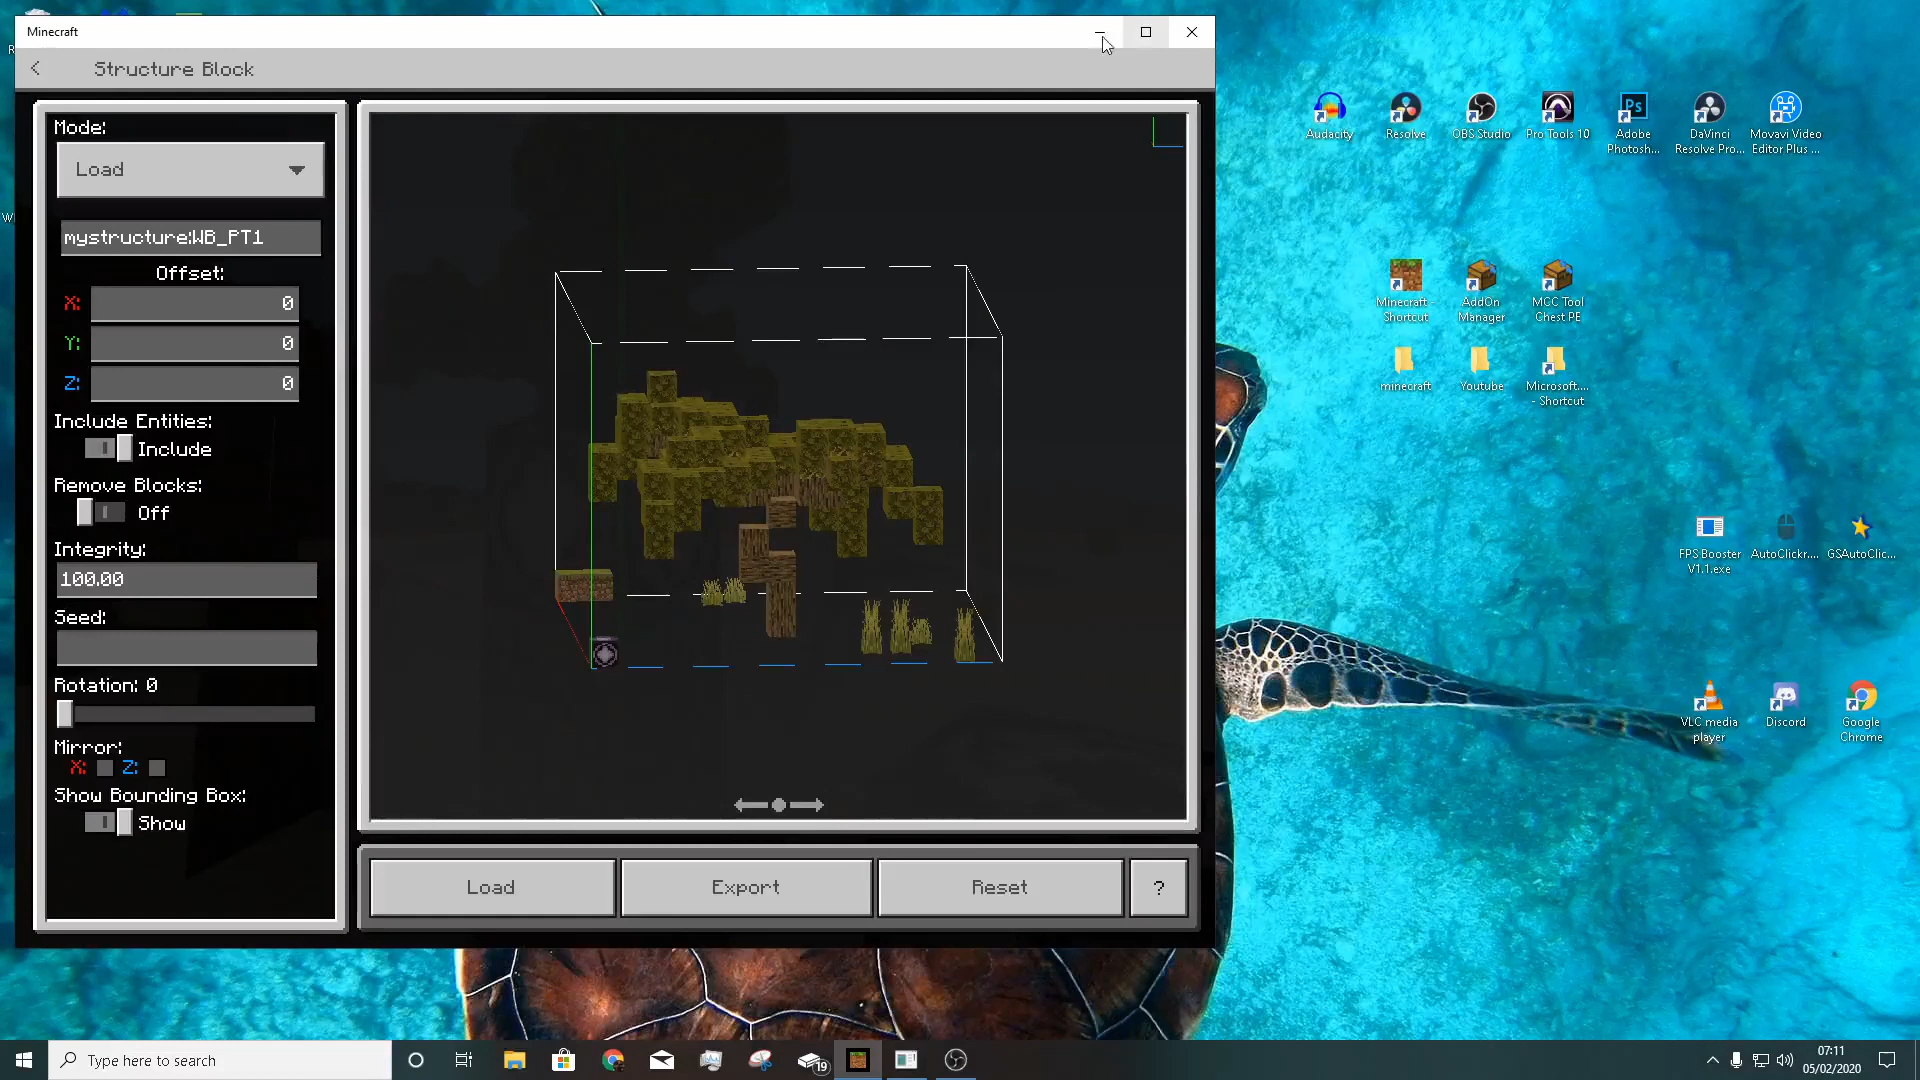 Minecraft
Structure Block
Mode:
Load
mystructure:WB_PT1
Offset:
X: 0
Y: 0
Z: 0
Include Entities:
Include
Remove Blocks:
Off
Integrity:
100.00
Seed:
Rotation: 0
Mirror:
X: Z:
Show Bounding Box:
Show
Load
Export
Reset
?
Audacity
Resolve
OBS Studio
Pro Tools 10
Adobe Photosh...
DaVinci Resolve Pro...
Movavi Video Editor Plus ...
Minecraft - Shortcut
AddOn Manager
MCC Tool Chest PE
minecraft
Youtube
Microsoft.... - Shortcut
FPS Booster V1.1.exe
AutoClickr....
GSAutoClic...
VLC media player
Discord
Google Chrome
Type here to search
19
07:11
05/02/2020